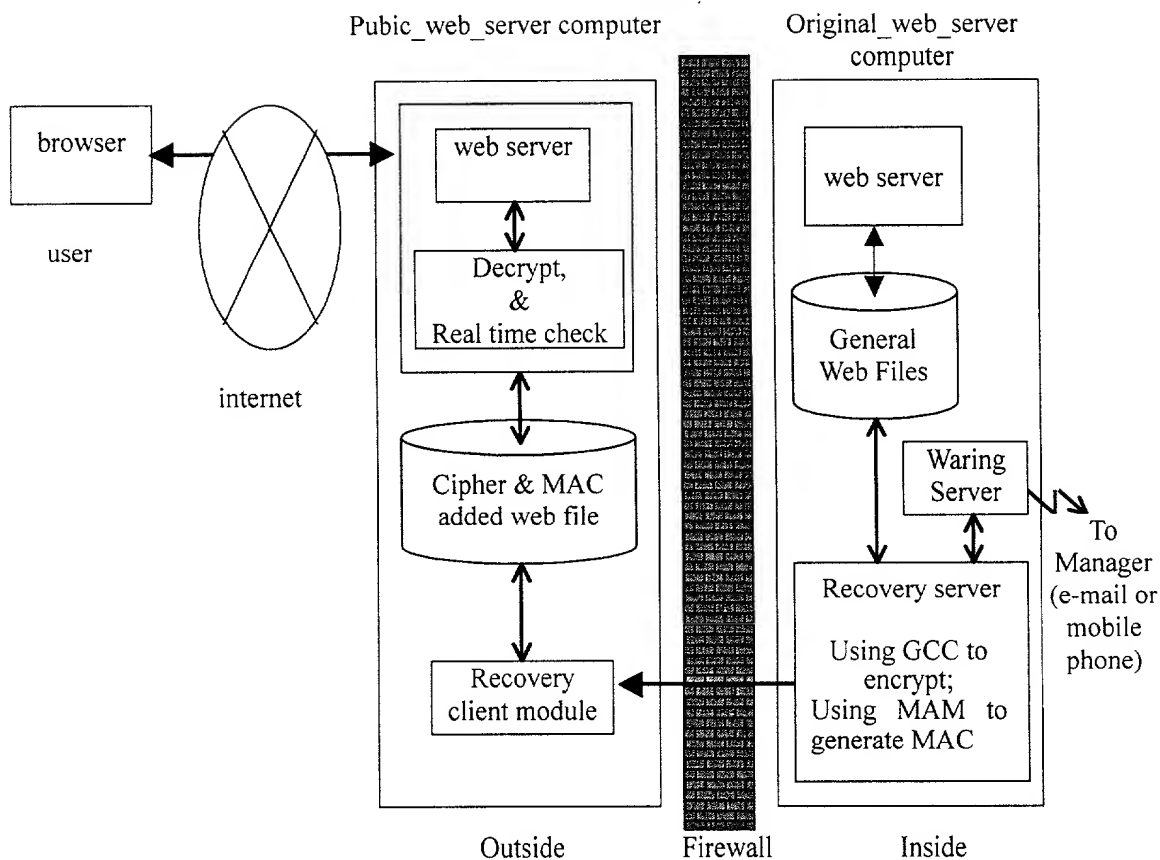 Pubic_web_server computer
Original_web_server
computer
browser
user
internet
web server
Decrypt,
&
Real time check
Cipher & MAC
added web file
Recovery
client module
web server
General
Web Files
Waring
Server
To
Manager
(e-mail or
mobile
phone)
Recovery server
Using GCC to
encrypt;
Using MAM to
generate MAC
Outside
Firewall
Inside